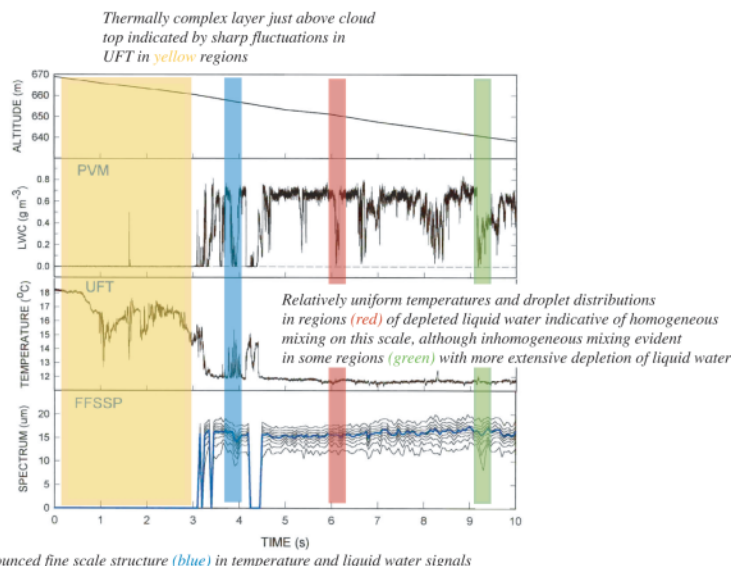 Thermally complex layer just above cloud
top indicated by sharp fluctuations in
UFT in yellow regions
670
660
650
640
ALTITUDE (m)
PVM
0.8
0.6
0.4
0.2
0.0
LWC (g m⁻³)
UFT
18
17
16
15
14
13
12
TEMPERATURE (⁰C)
Relatively uniform temperatures and droplet distributions
in regions (red) of depleted liquid water indicative of homogeneous
mixing on this scale, although inhomogeneous mixing evident
in some regions (green) with more extensive depletion of liquid water
FFSSP
20
15
10
5
0
SPECTRUM (um)
0 1 2 3 4 5 6 7 8 9 10
TIME (s)
fine scale structure (blue) in temperature and liquid water signals